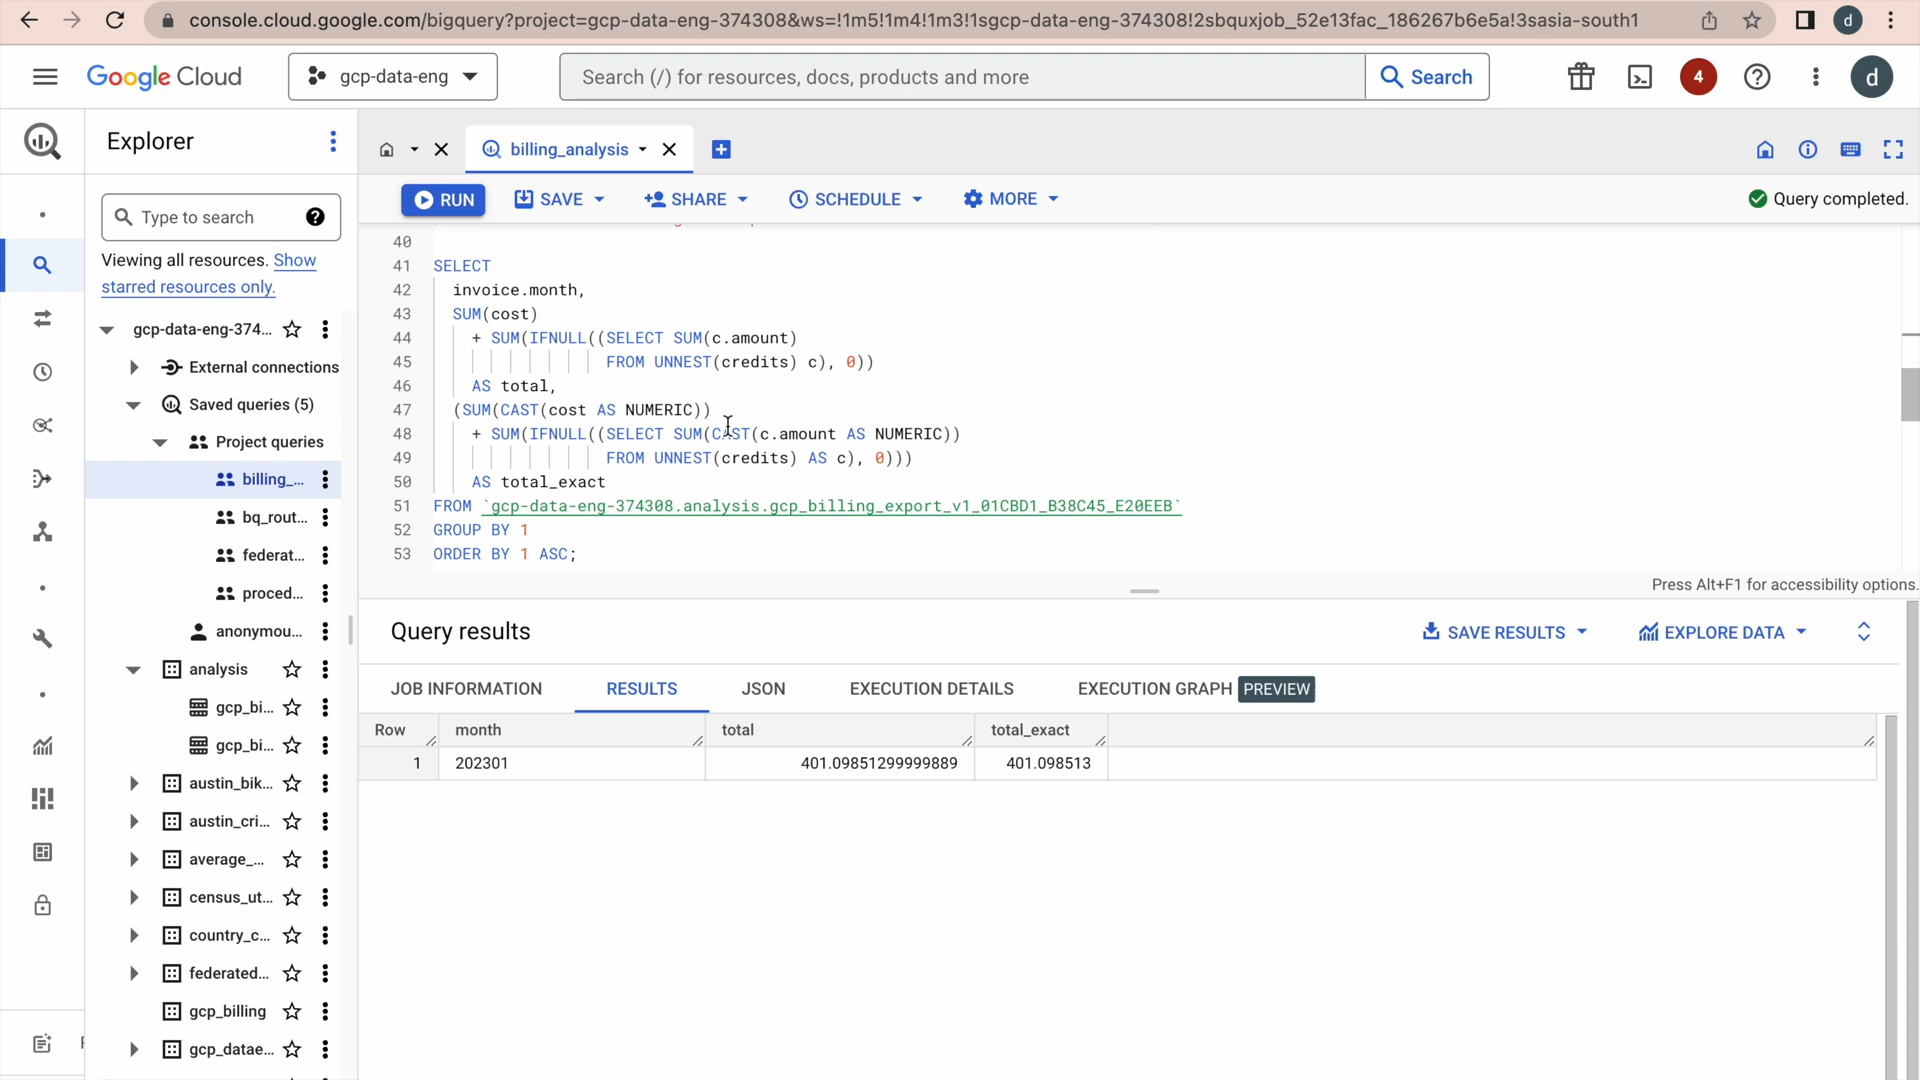 console.cloud.google.com/bigquery?project=gcp-data-eng-374308&ws=!1m5!1m4!1m3!1sgcp-data-eng-374308!2sbquxjob_52e13fac_186267b6e5a!3sasia-south1
d
Google Cloud
gcp-data-eng
Search (/) for resources, docs, products and more
Search
4
d
Explorer
billing_analysis
RUN
SAVE
SHARE
SCHEDULE
MORE
Query completed.
Type to search
Viewing all resources. Show
starred resources only.
gcp-data-eng-374...
External connections
Saved queries (5)
Project queries
billing_...
bq_rout...
federat...
proced...
anonymou...
analysis
gcp_bi...
gcp_bi...
austin_bik...
austin_cri...
average_...
census_ut...
country_c...
federated...
gcp_billing
gcp_datae...
40
41 SELECT
42 invoice.month,
43 SUM(cost)
44 + SUM(IFNULL((SELECT SUM(c.amount)
45 FROM UNNEST(credits) c), 0))
46 AS total,
47 (SUM(CAST(cost AS NUMERIC))
48 + SUM(IFNULL((SELECT SUM(CAST(c.amount AS NUMERIC))
49 FROM UNNEST(credits) AS c), 0)))
50 AS total_exact
51 FROM `gcp-data-eng-374308.analysis.gcp_billing_export_v1_01CBD1_B38C45_E20EEB`
52 GROUP BY 1
53 ORDER BY 1 ASC;
Press Alt+F1 for accessibility options.
Query results
SAVE RESULTS
EXPLORE DATA
JOB INFORMATION
RESULTS
JSON
EXECUTION DETAILS
EXECUTION GRAPH
PREVIEW
Row month total total_exact
1 202301 401.09851299999889 401.098513